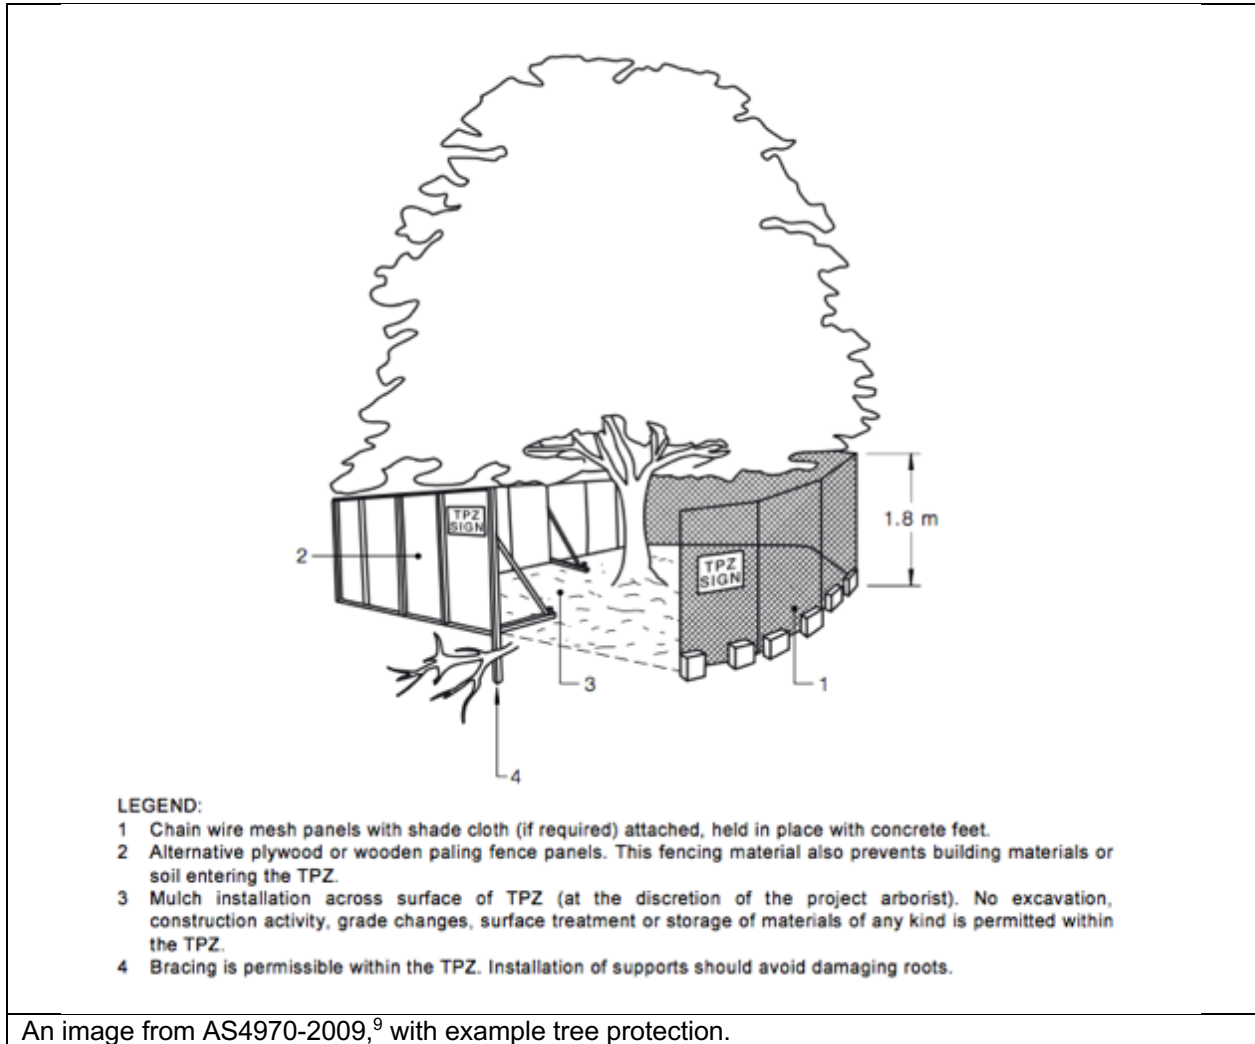 TPZ
SIGN
1.8 m
TPZ
SIGN
2
3
1
4
LEGEND:
1 Chain wire mesh panels with shade cloth (if required) attached, held in place with concrete feet.
2 Alternative plywood or wooden paling fence panels. This fencing material also prevents building materials or
soil entering the TPZ.
3 Mulch installation across surface of TPZ (at the discretion of the project arborist). No excavation,
construction activity, grade changes, surface treatment or storage of materials of any kind is permitted within
the TPZ.
4 Bracing is permissible within the TPZ. Installation of supports should avoid damaging roots.
An image from AS4970-2009,⁹ with example tree protection.